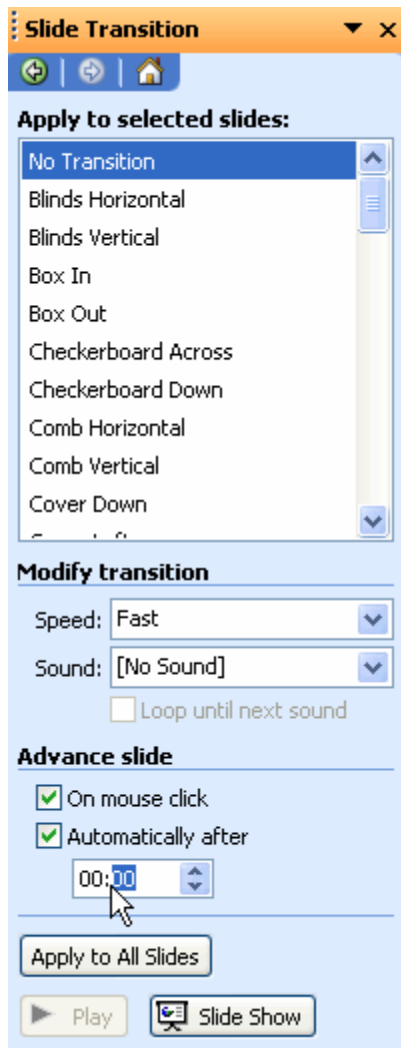 Slide Transition
Apply to selected slides:
No Transition
Blinds Horizontal
Blinds Vertical
Box In
Box Out
Checkerboard Across
Checkerboard Down
Comb Horizontal
Comb Vertical
Cover Down
Modify transition
Speed: Fast
Sound: [No Sound]
Loop until next sound
Advance slide
On mouse click
Automatically after
00:00
Apply to All Slides
Play Slide Show